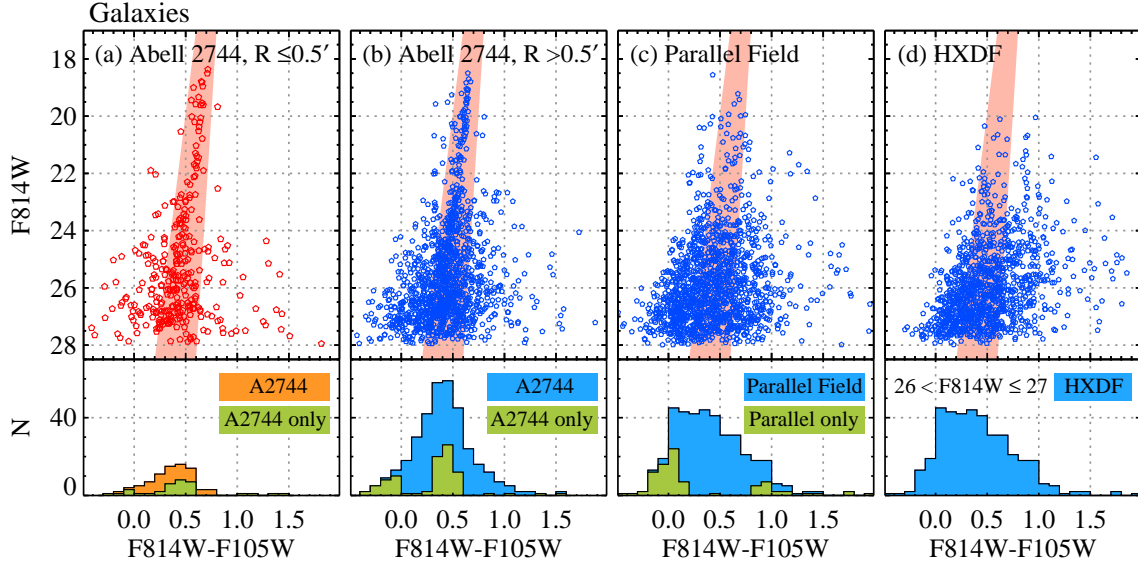 Galaxies
(a) Abell 2744, R ≤0.5′
(b) Abell 2744, R >0.5′
(c) Parallel Field
(d) HXDF
F814W
18
20
22
24
26
28
A2744
A2744 only
A2744
A2744 only
Parallel Field
Parallel only
26 < F814W ≤ 27
HXDF
N
40
0
0.0 0.5 1.0 1.5
0.0 0.5 1.0 1.5
0.0 0.5 1.0 1.5
0.0 0.5 1.0 1.5
F814W-F105W
F814W-F105W
F814W-F105W
F814W-F105W